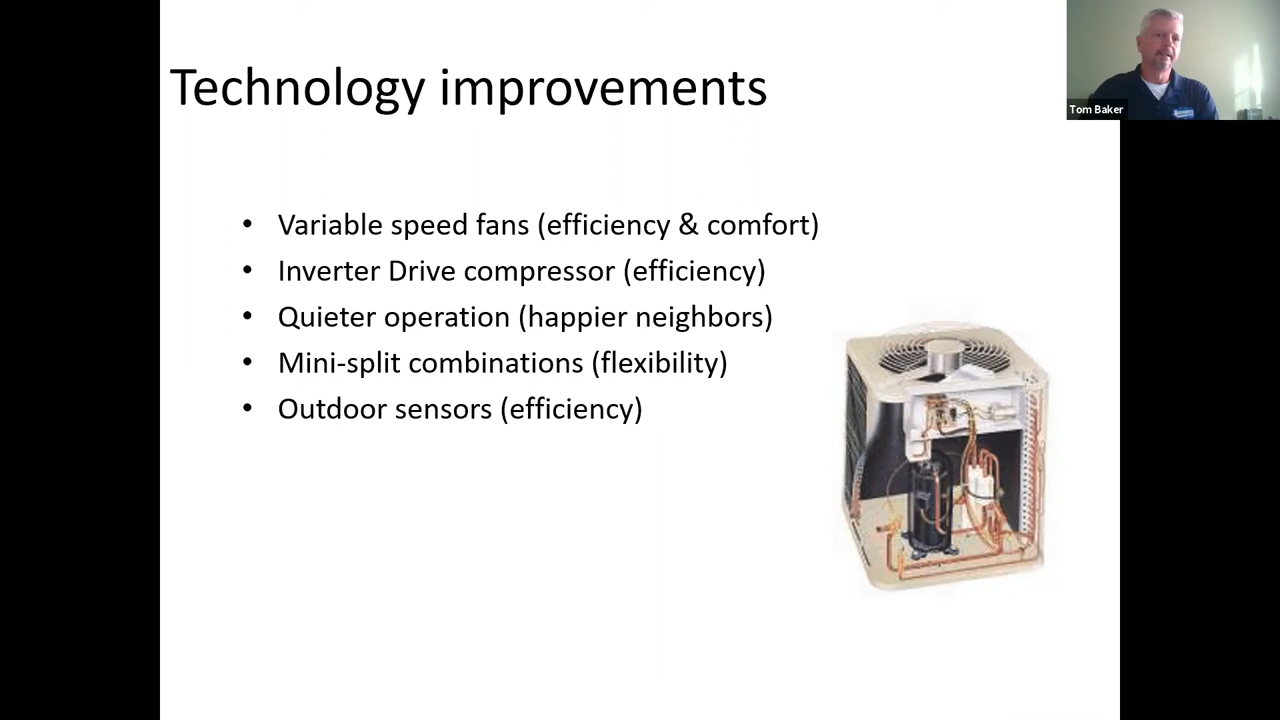 Technology improvements
Tom Baker
• Variable speed fans (efficiency & comfort)
• Inverter Drive compressor (efficiency)
• Quieter operation (happier neighbors)
• Mini-split combinations (flexibility)
• Outdoor sensors (efficiency)